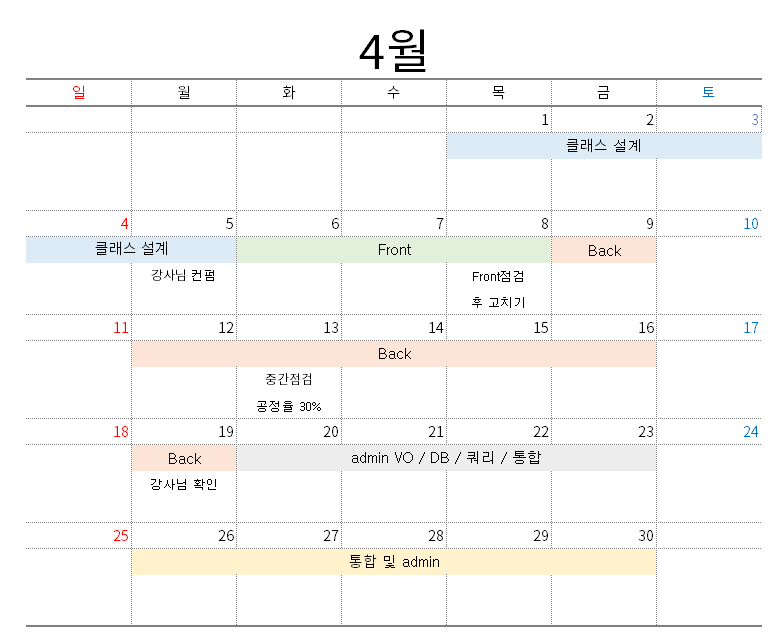 4월
일 월 화 수 목 금 토
1 2 3
클래스 설계
4 5 6 7 8 9 10
클래스 설계 Front Back
강사님 컨펌 Front점검
후 고치기
11 12 13 14 15 16 17
Back
중간점검
공정율 30%
18 19 20 21 22 23 24
Back admin VO / DB / 쿼리 / 통합
강사님 확인
25 26 27 28 29 30
통합 및 admin